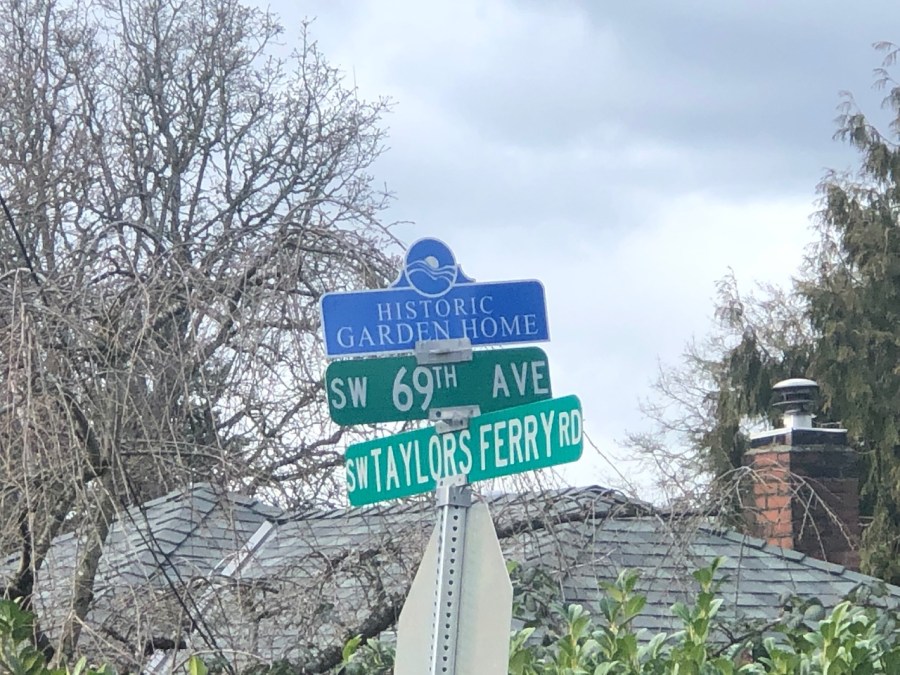 HISTORIC
GARDEN HOME
SW 69TH AVE
SW TAYLORS FERRY RD